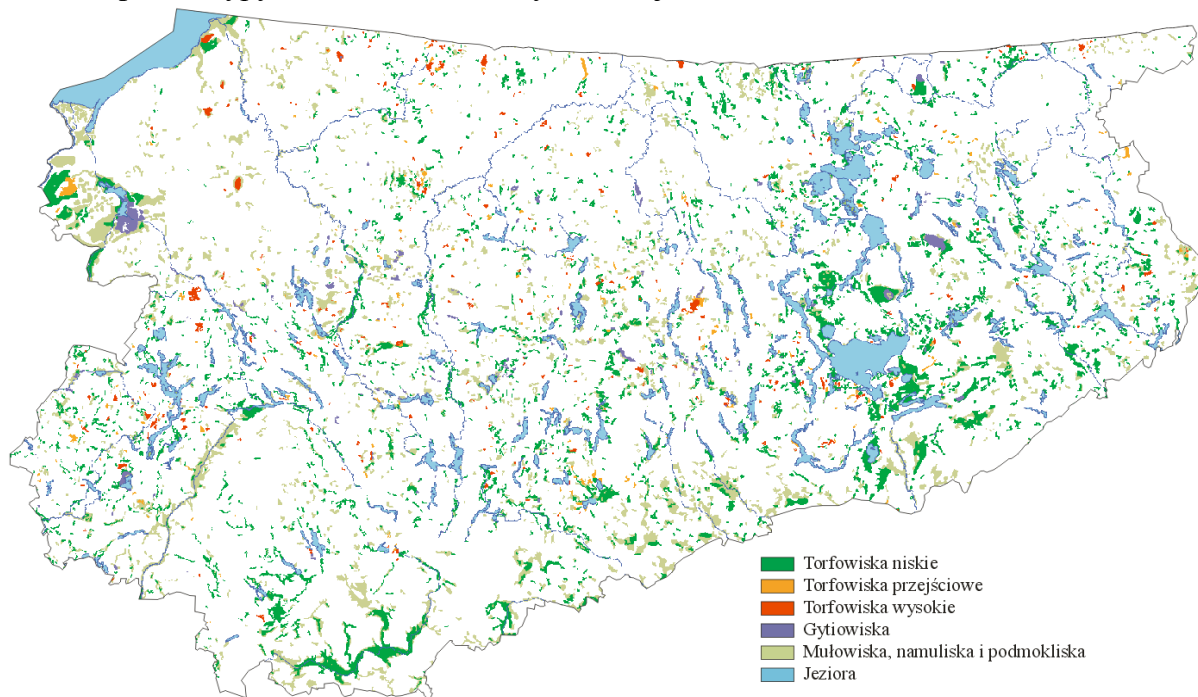 Torfowiska niskie
Torfowiska przejściowe
Torfowiska wysokie
Gytiowiska
Mułowiska, namuliska i podmokliska
Jeziora